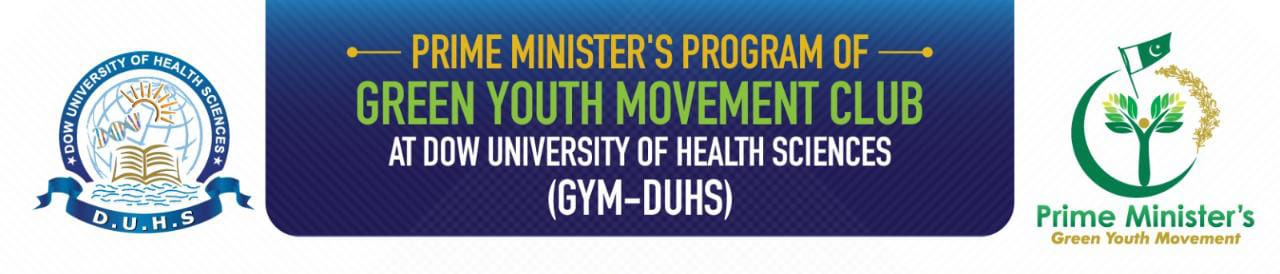 DOW UNIVERSITY OF HEALTH SCIENCES
D.U.H.S
PRIME MINISTER'S PROGRAM OF
GREEN YOUTH MOVEMENT CLUB
AT DOW UNIVERSITY OF HEALTH SCIENCES
(GYM-DUHS)
Prime Minister's
Green Youth Movement